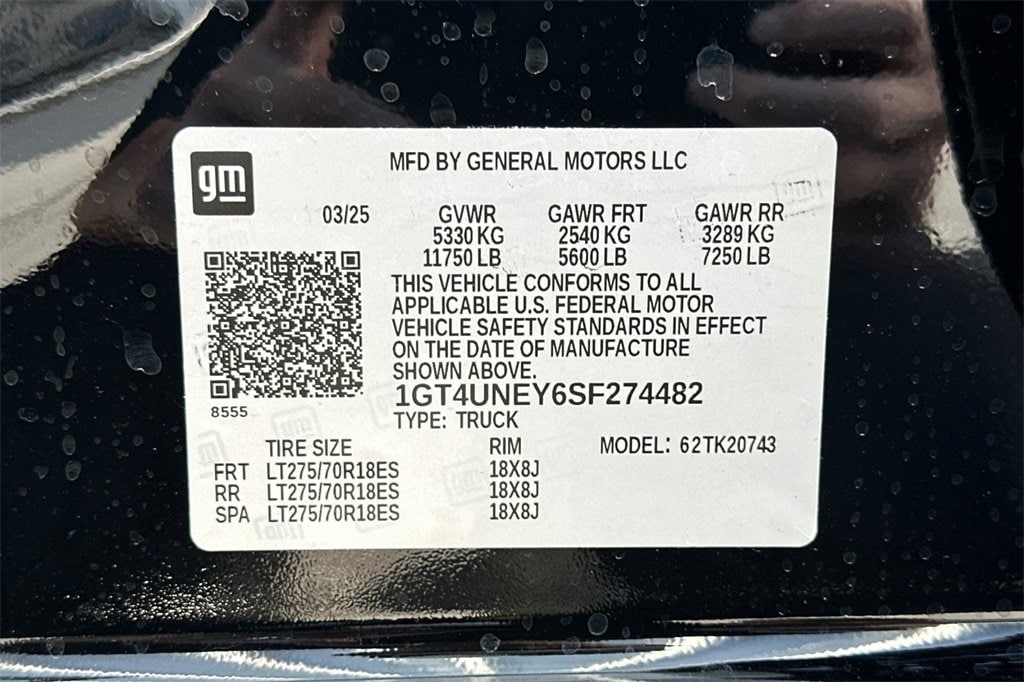 gm
MFD BY GENERAL MOTORS LLC
03/25 GVWR GAWR FRT GAWR RR
5330 KG 2540 KG 3289 KG
11750 LB 5600 LB 7250 LB
THIS VEHICLE CONFORMS TO ALL
APPLICABLE U.S. FEDERAL MOTOR
VEHICLE SAFETY STANDARDS IN EFFECT
ON THE DATE OF MANUFACTURE
SHOWN ABOVE.
1GT4UNEY6SF274482
8555
TYPE: TRUCK
TIRE SIZE RIM MODEL: 62TK20743
FRT LT275/70R18ES 18X8J
RR LT275/70R18ES 18X8J
SPA LT275/70R18ES 18X8J